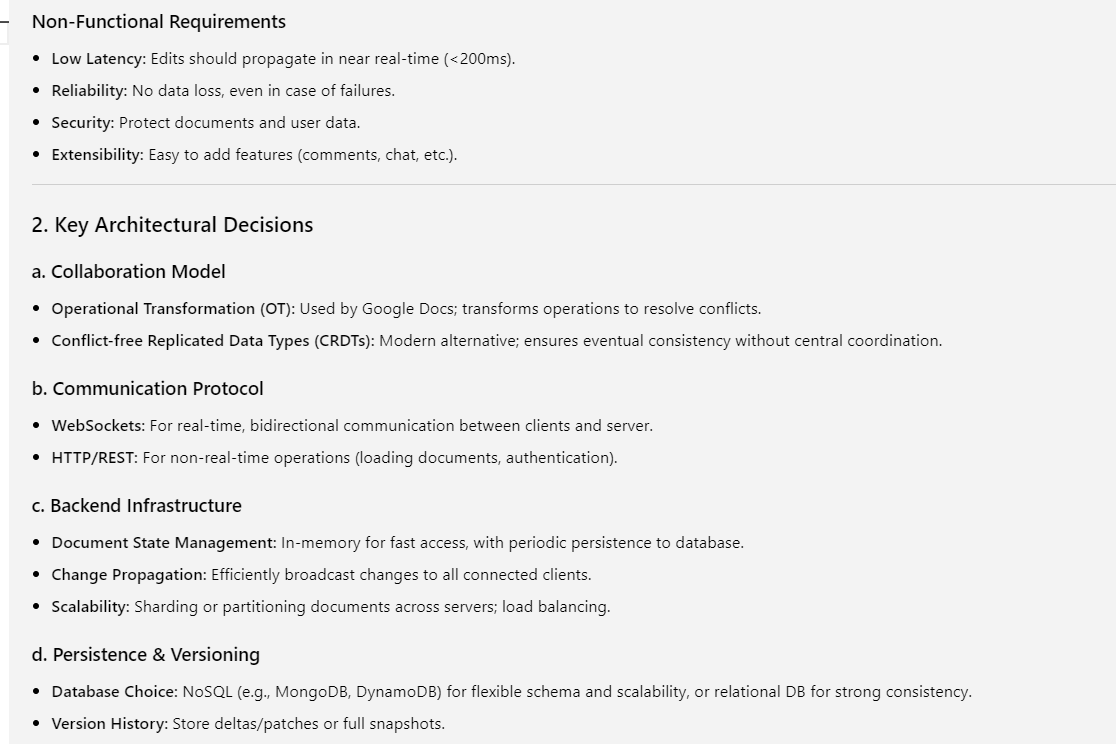 Non-Functional Requirements
• Low Latency: Edits should propagate in near real-time (<200ms).
• Reliability: No data loss, even in case of failures.
• Security: Protect documents and user data.
• Extensibility: Easy to add features (comments, chat, etc.).
2. Key Architectural Decisions
a. Collaboration Model
• Operational Transformation (OT): Used by Google Docs; transforms operations to resolve conflicts.
• Conflict-free Replicated Data Types (CRDTs): Modern alternative; ensures eventual consistency without central coordination.
b. Communication Protocol
• WebSockets: For real-time, bidirectional communication between clients and server.
• HTTP/REST: For non-real-time operations (loading documents, authentication).
c. Backend Infrastructure
• Document State Management: In-memory for fast access, with periodic persistence to database.
• Change Propagation: Efficiently broadcast changes to all connected clients.
• Scalability: Sharding or partitioning documents across servers; load balancing.
d. Persistence & Versioning
• Database Choice: NoSQL (e.g., MongoDB, DynamoDB) for flexible schema and scalability, or relational DB for strong consistency.
• Version History: Store deltas/patches or full snapshots.